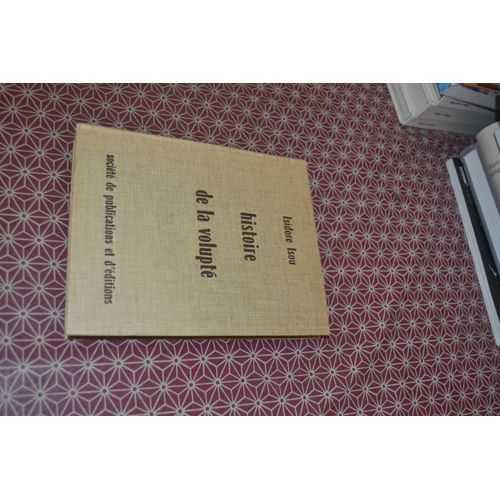 Isidore Isou
histoire
de la volupté
société de publications et d'éditions